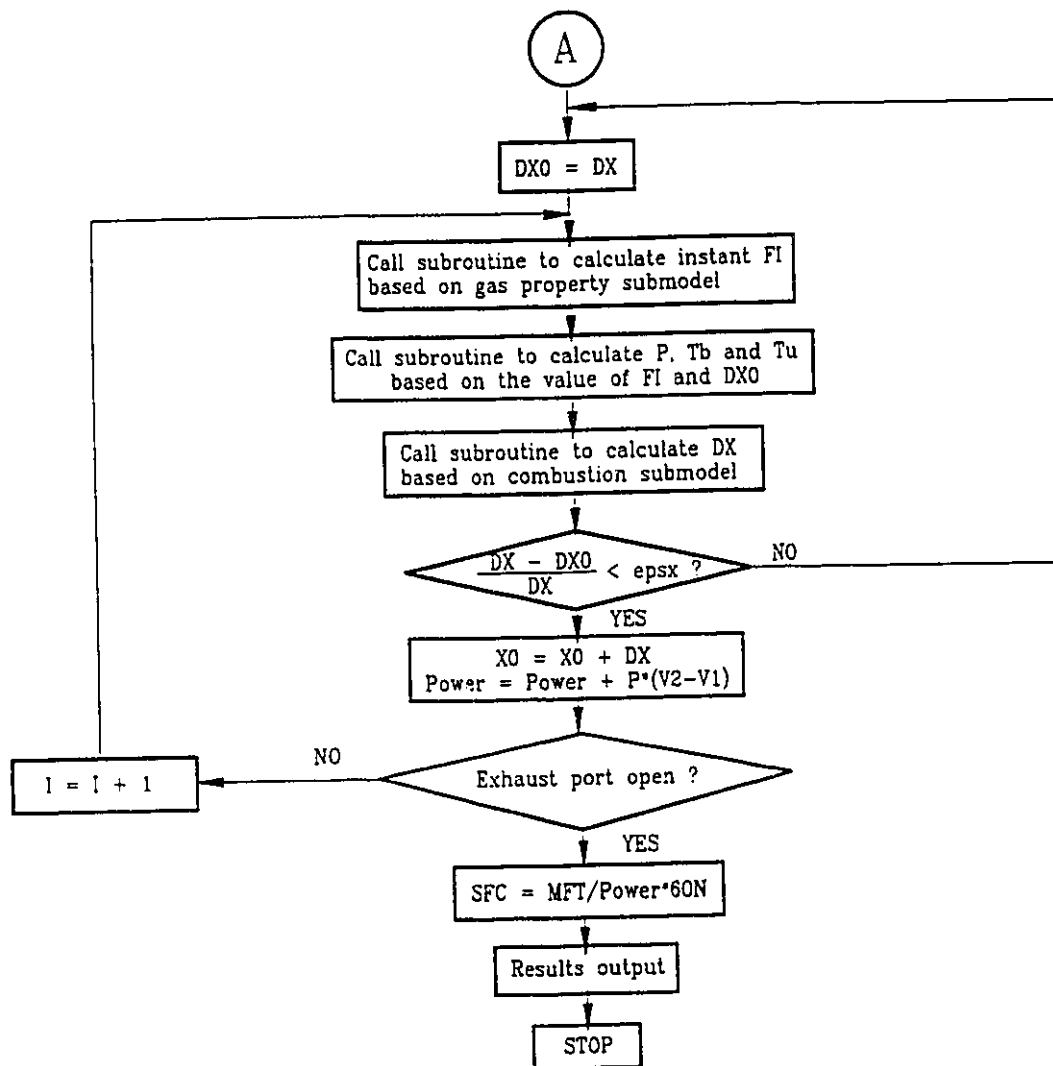 A
DX0 = DX
Call subroutine to calculate instant FI
based on gas property submodel
Call subroutine to calculate P, Tb and Tu
based on the value of FI and DX0
Call subroutine to calculate DX
based on combustion submodel
DX - DX0
DX
< epsx ?
NO
YES
X0 = X0 + DX
Power = Power + P*(V2-V1)
NO
I = I + 1
Exhaust port open ?
YES
SFC = MFT/Power*60N
Results output
STOP